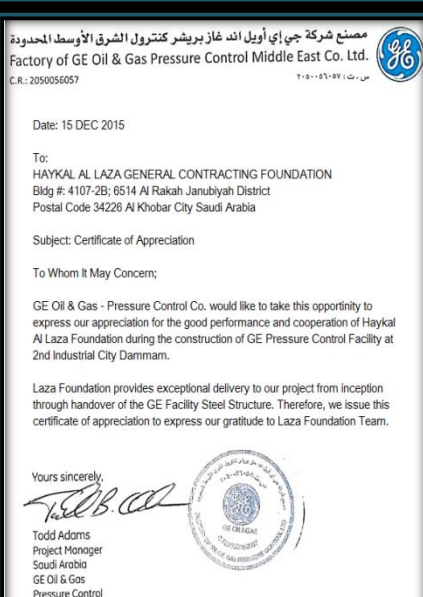 مصنع شركة جي إي أويل اند غاز بريشر كنترول الشرق الأوسط المحدودة
Factory of GE Oil & Gas Pressure Control Middle East Co. Ltd.
C.R.: 2050056057
س.ت: ٢٠٥٠٠٥٦٠٥٧
Date: 15 DEC 2015
To:
HAYKAL AL LAZA GENERAL CONTRACTING FOUNDATION
Bldg #: 4107-2B; 6514 Al Rakah Janubiyah District
Postal Code 34226 Al Khobar City Saudi Arabia
Subject: Certificate of Appreciation
To Whom It May Concern;
GE Oil & Gas - Pressure Control Co. would like to take this opportinity to
express our appreciation for the good performance and cooperation of Haykal
Al Laza Foundation during the construction of GE Pressure Control Facility at
2nd Industrial City Dammam.
Laza Foundation provides exceptional delivery to our project from inception
through handover of the GE Facility Steel Structure. Therefore, we issue this
certificate of appreciation to express our gratitude to Laza Foundation Team.
Yours sincerely,
GE OIL&GAS
Todd Adams
Project Manager
Saudi Arabia
GE Oil & Gas
Pressure Control